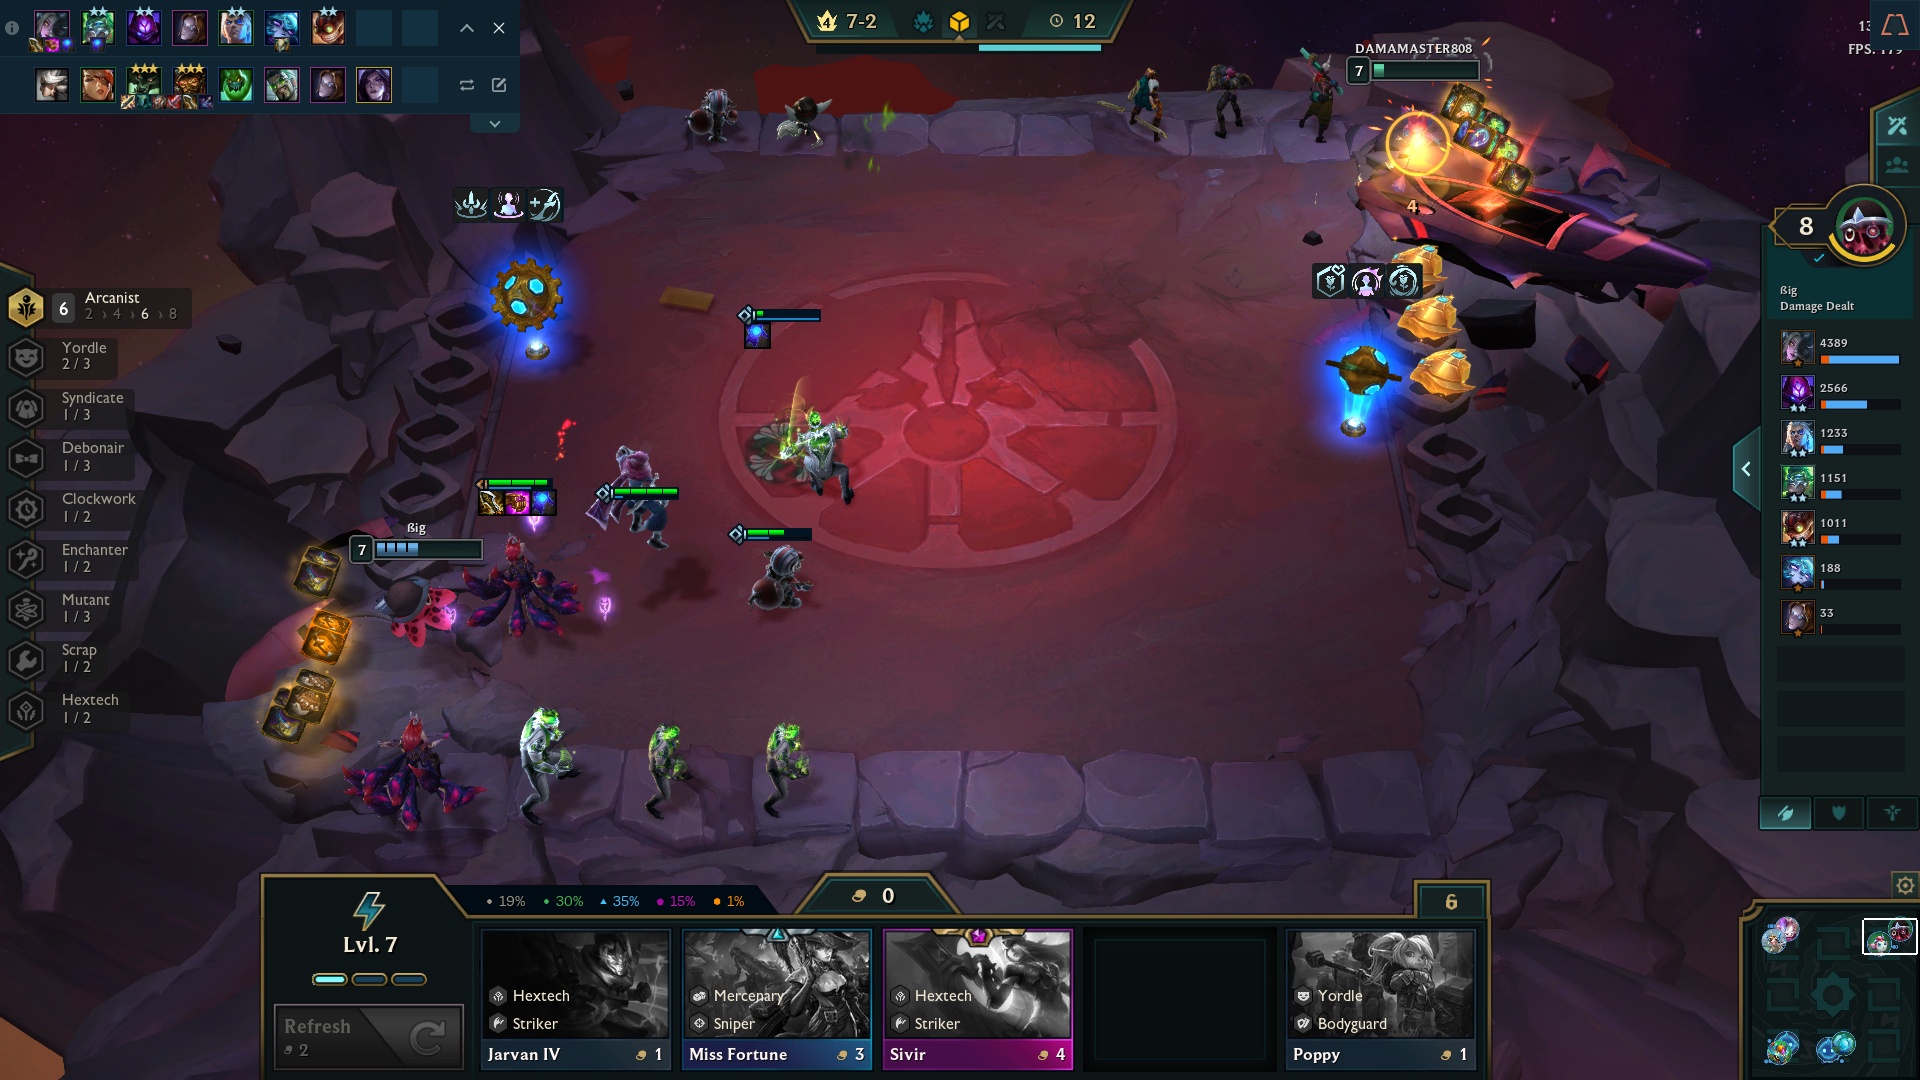 4
7-2
12
DAMAMASTER808
7
4
8
ßig
Damage Dealt
4389
2566
1233
1151
1011
188
33
6
Arcanist
2 › 4 › 6 › 8
Yordle
2 / 3
Syndicate
1 / 3
Debonair
1 / 3
Clockwork
1 / 2
Enchanter
1 / 2
Mutant
1 / 3
Scrap
1 / 2
Hextech
1 / 2
ßig
7
19% 30% 35% 15% 1%
0
6
Lvl. 7
Refresh
2
Hextech
Striker
Jarvan IV 1
Mercenary
Sniper
Miss Fortune 3
Hextech
Striker
Sivir 4
Yordle
Bodyguard
Poppy 1